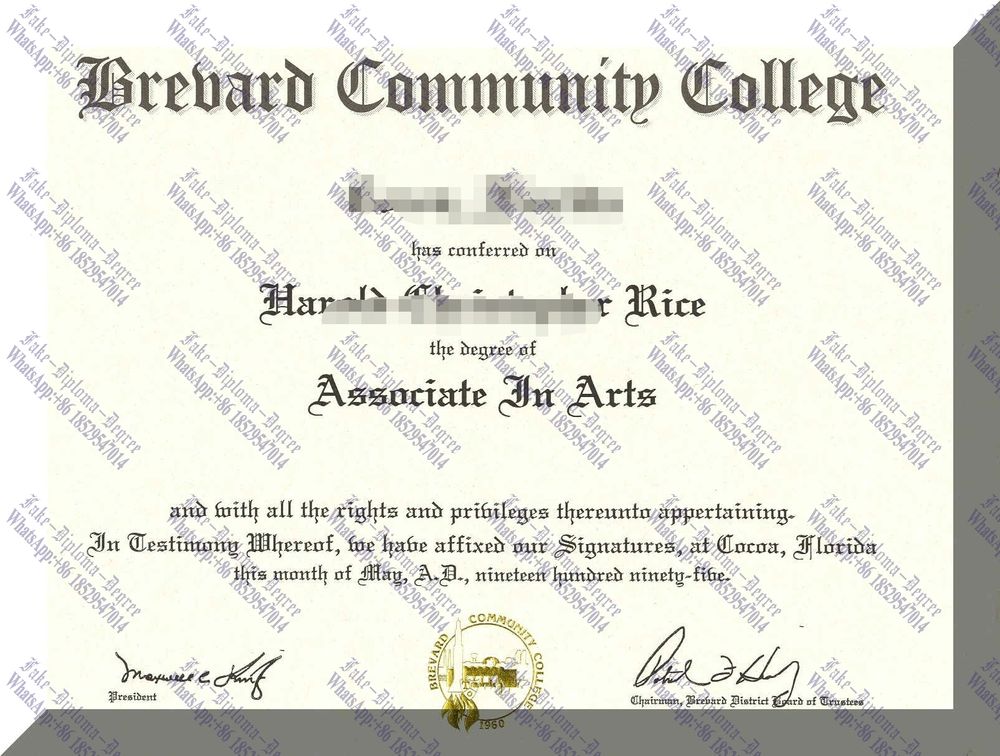 Brevard Community College
has conferred on
Rice
the degree of
Associate In Arts
and with all the rights and privileges thereunto appertaining.
In Testimony Whereof, we have affixed our Signatures, at Cocoa, Florida
this month of May, A.D., nineteen hundred ninety-five.
BREVARD COMMUNITY COLLEGE
1960
President
Chairman, Brevard District Board of Trustees
Fake-Diploma-Degree
WhatsApp:+86 18529547014